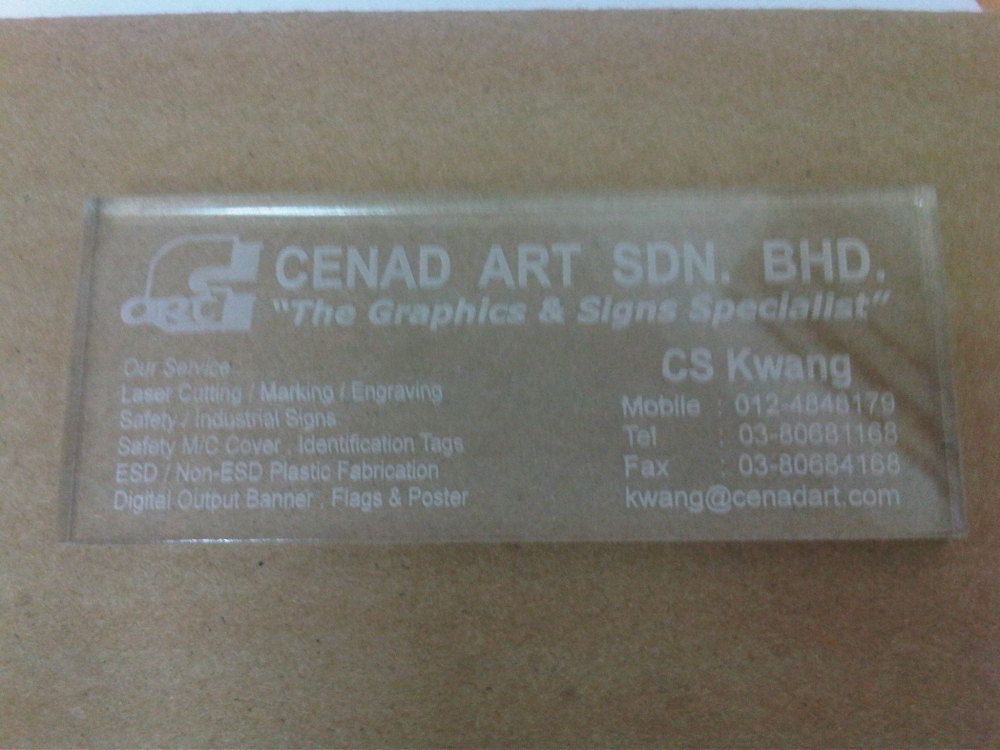 art
CENAD ART SDN. BHD.
"The Graphics & Signs Specialist"
Our Service
Laser Cutting / Marking / Engraving
Safety / Industrial Signs
Safety M/C Cover , Identification Tags
ESD / Non-ESD Plastic Fabrication
Digital Output Banner , Flags & Poster
CS Kwang
Mobile : 012-4848179
Tel : 03-80681168
Fax : 03-80684168
kwang@cenadart.com